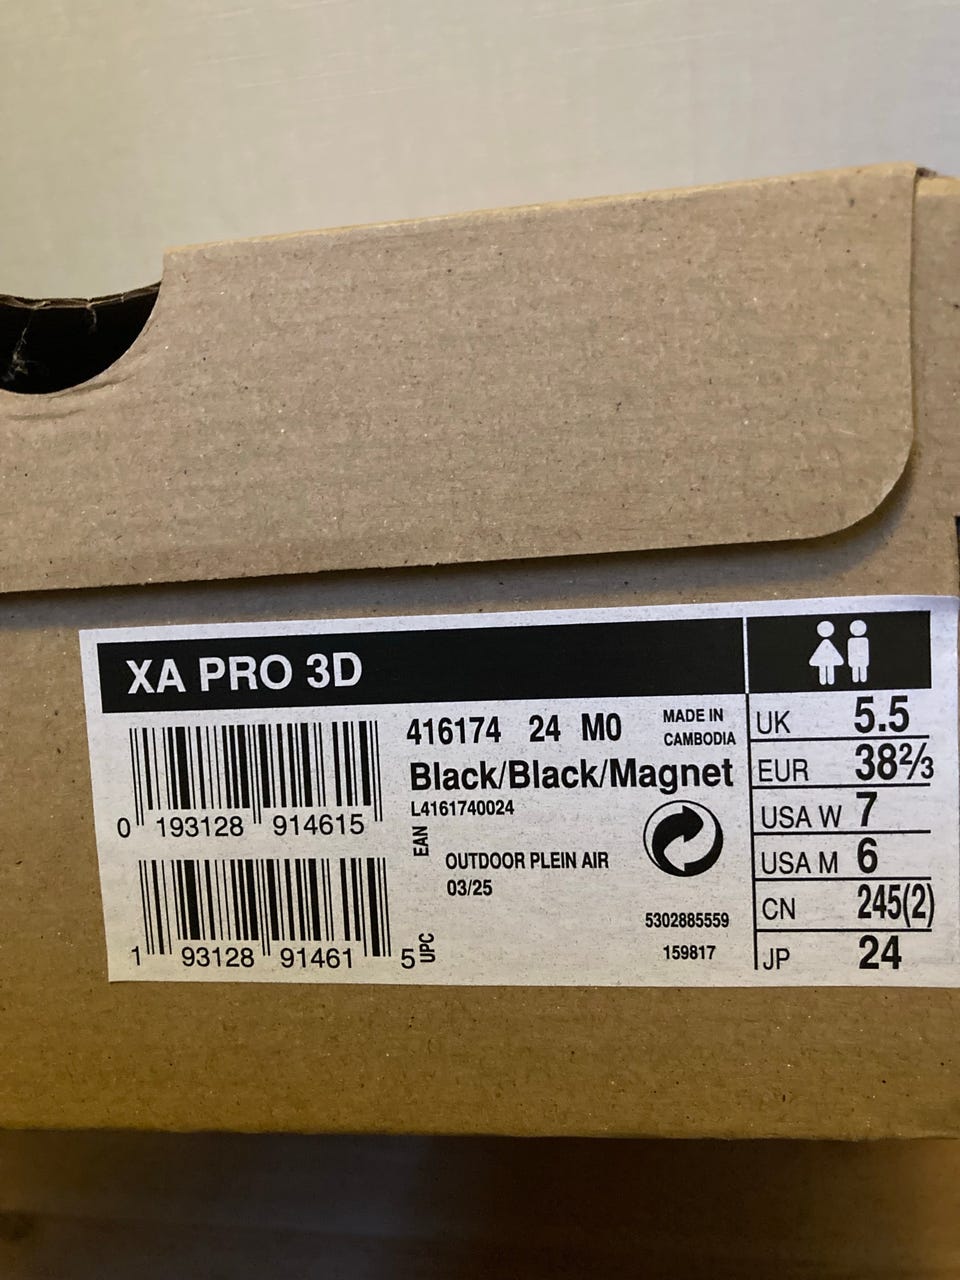 XA PRO 3D
0 193128 914615
EAN
1 93128 91461 5
UPC
416174 24 M0
MADE IN
CAMBODIA
Black/Black/Magnet
L4161740024
OUTDOOR PLEIN AIR
03/25
5302885559
159817
UK 5.5
EUR 38⅔
USA W 7
USA M 6
CN 245(2)
JP 24